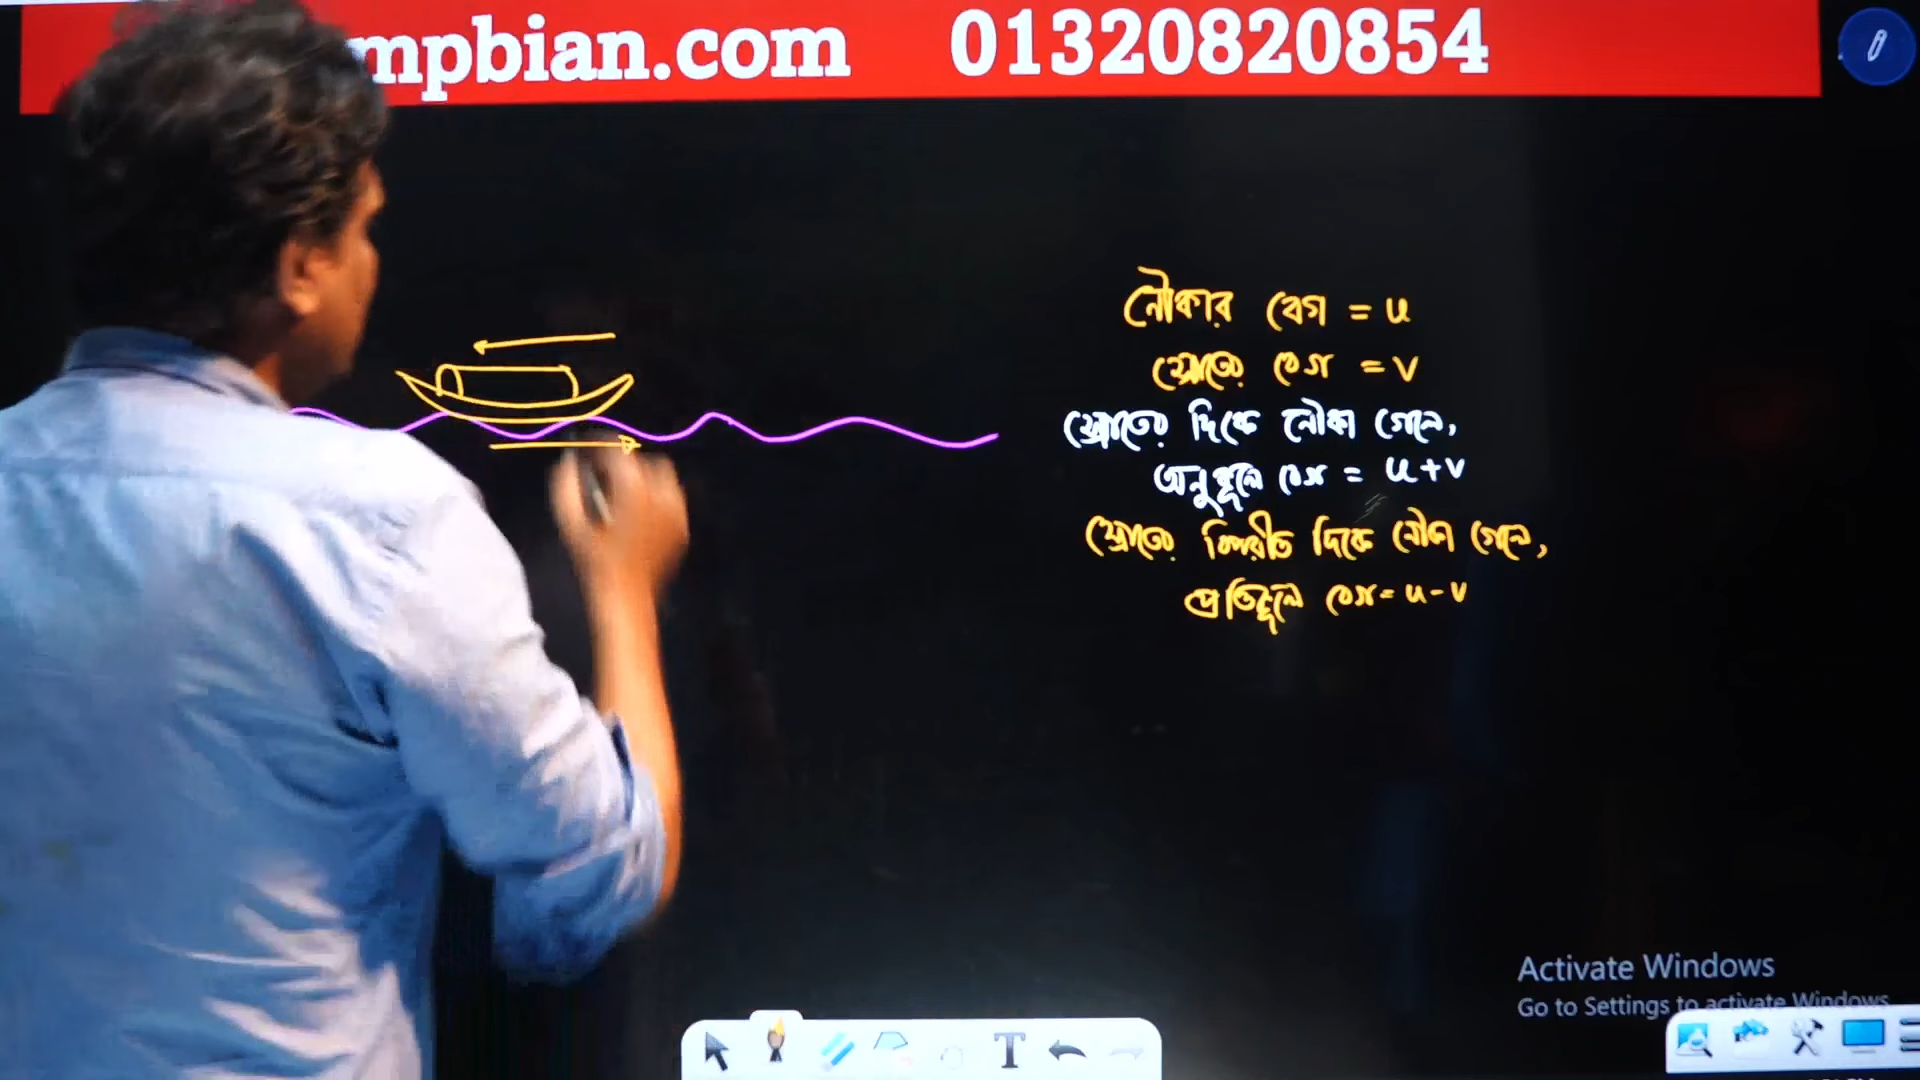 mpbian.com 01320820854
নৌকার বেগ = u
স্রোতের বেগ = v
স্রোতের দিকে নৌকা গেলে,
অনুকূলে বেগ = u+v
স্রোতের বিপরীত দিকে নৌকা গেলে,
প্রতিকূলে বেগ = u-v
Activate Windows
Go to Settings to activate Windows
T